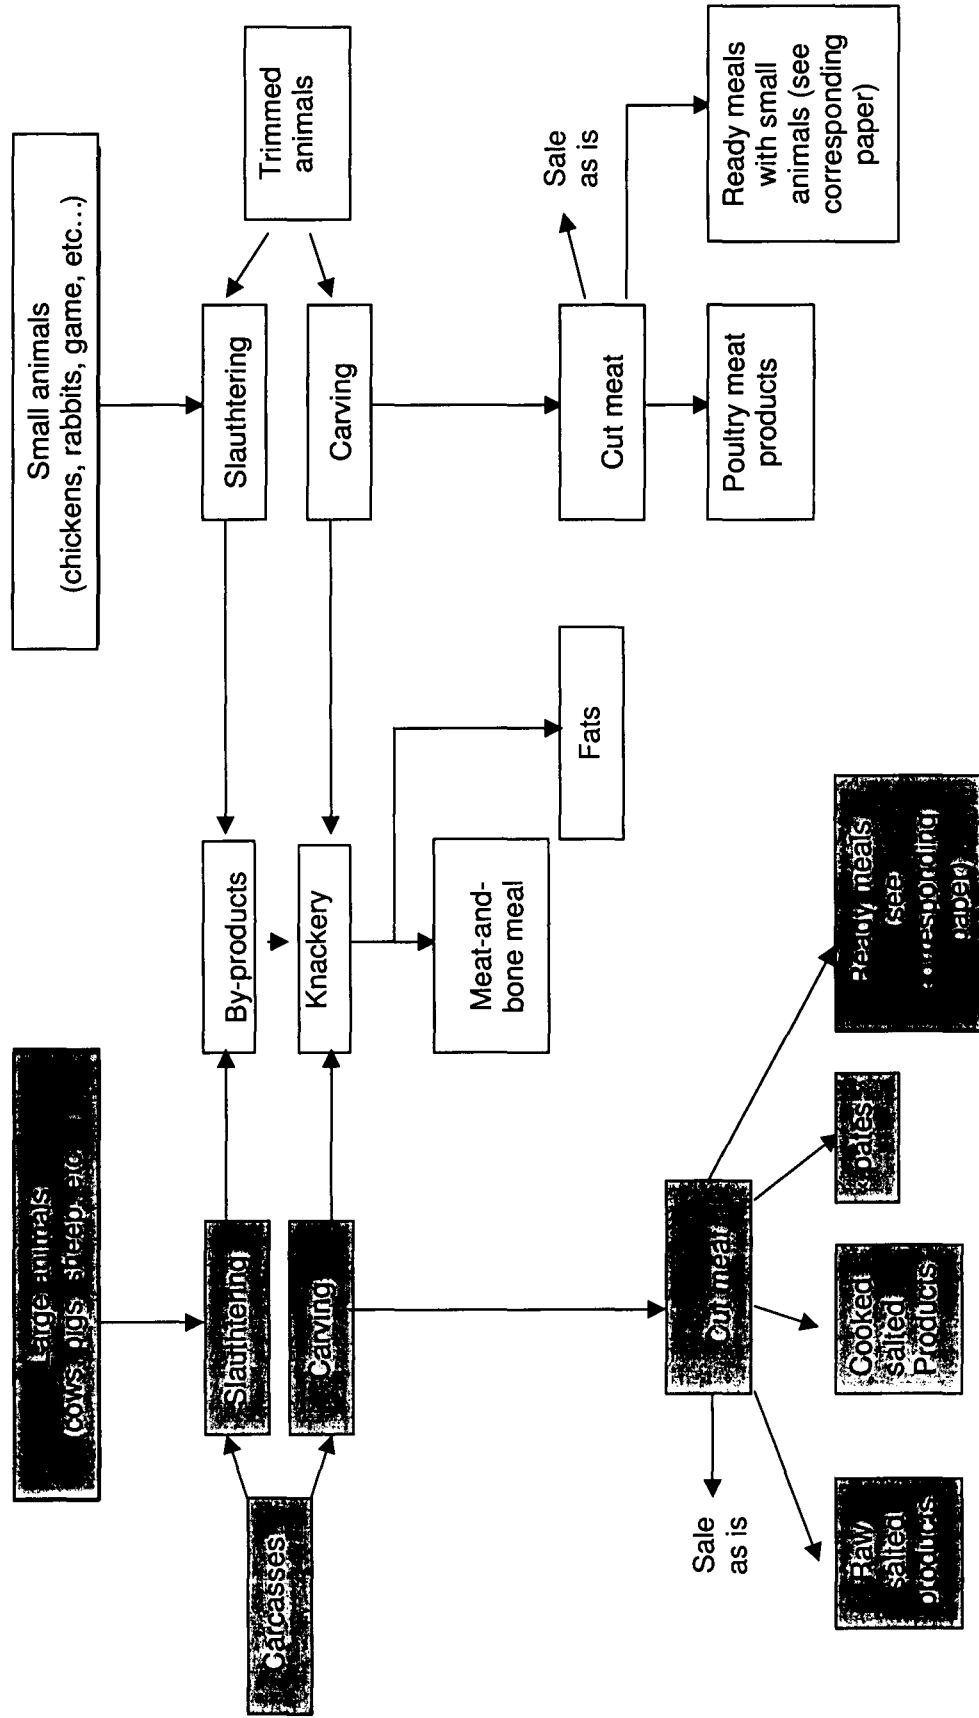 Large animals
(cows, pigs, sheep, etc
Small animals
(chickens, rabbits, game, etc...)
Carcasses
Slauthtering
Carving
By-products
Knackery
Slauthtering
Carving
Trimmed
animals
Meat-and-
bone meal
Fats
Cut meat
Sale
as is
Cut meat
Sale
as is
Raw
salted
products
Cooked
salted
Products
pates
Ready meals
(see
corresponding
paper)
Poultry meat
products
Ready meals
with small
animals (see
corresponding
paper)